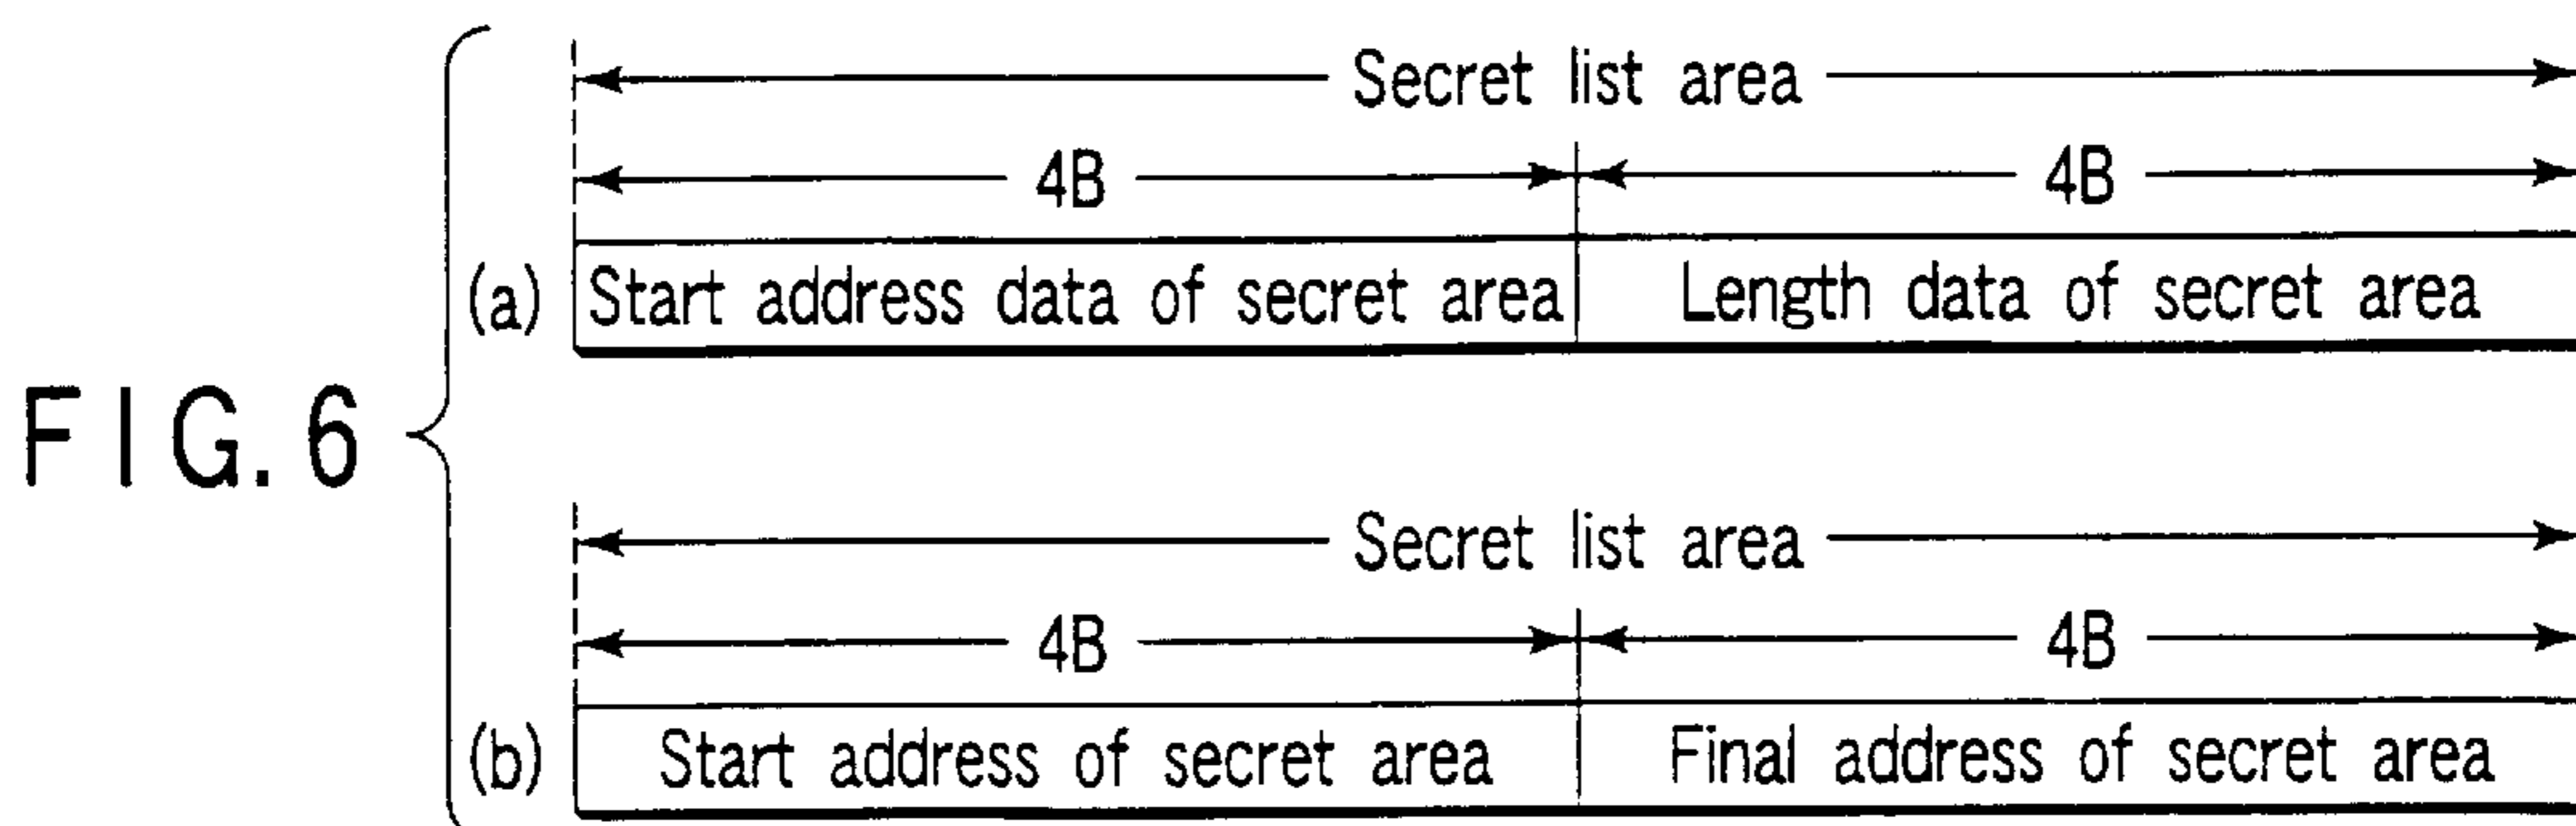 Secret list area
4B 4B
(a) Start address data of secret area Length data of secret area
FIG. 6
Secret list area
4B 4B
(b) Start address of secret area Final address of secret area